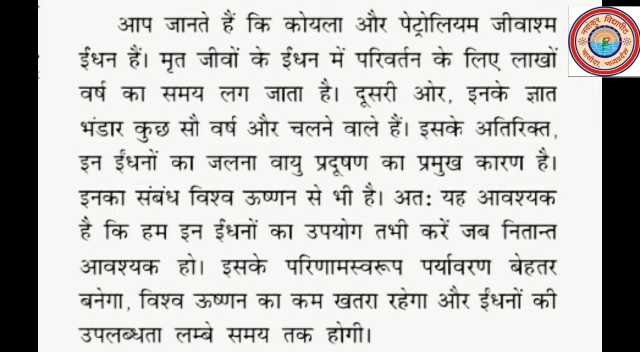 आप जानते हैं कि कोयला और पेट्रोलियम जीवाश्म
ईंधन हैं। मृत जीवों के ईंधन में परिवर्तन के लिए लाखों
वर्ष का समय लग जाता है। दूसरी ओर, इनके ज्ञात
भंडार कुछ सौ वर्ष और चलने वाले हैं। इसके अतिरिक्त,
इन ईंधनों का जलना वायु प्रदूषण का प्रमुख कारण है।
इनका संबंध विश्व ऊष्णन से भी है। अतः यह आवश्यक
है कि हम इन ईंधनों का उपयोग तभी करें जब नितान्त
आवश्यक हो। इसके परिणामस्वरूप पर्यावरण बेहतर
बनेगा, विश्व ऊष्णन का कम खतरा रहेगा और ईंधनों की
उपलब्धता लम्बे समय तक होगी।